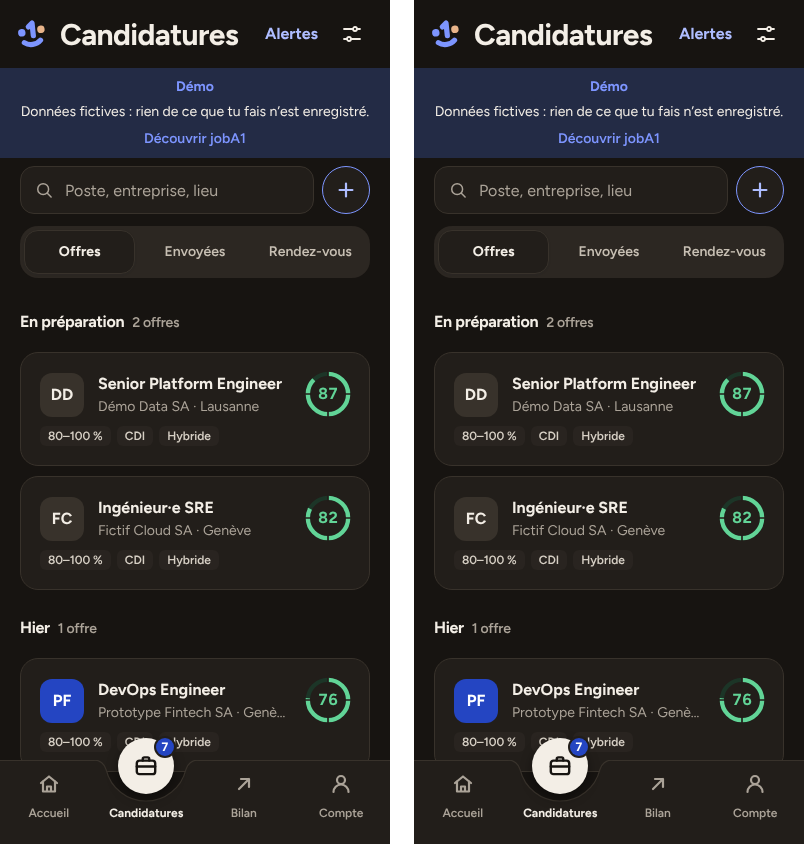 Candidatures Alertes
Démo
Données fictives : rien de ce que tu fais n’est enregistré.
Découvrir jobA1
Poste, entreprise, lieu
Offres Envoyées Rendez-vous
En préparation 2 offres
DD Senior Platform Engineer 87
Démo Data SA · Lausanne
80–100 % CDI Hybride
FC Ingénieur·e SRE 82
Fictif Cloud SA · Genève
80–100 % CDI Hybride
Hier 1 offre
PF DevOps Engineer 76
Prototype Fintech SA · Genè...
80–100 %
7
Accueil Candidatures Bilan Compte
Candidatures Alertes
Démo
Données fictives : rien de ce que tu fais n’est enregistré.
Découvrir jobA1
Poste, entreprise, lieu
Offres Envoyées Rendez-vous
En préparation 2 offres
DD Senior Platform Engineer 87
Démo Data SA · Lausanne
80–100 % CDI Hybride
FC Ingénieur·e SRE 82
Fictif Cloud SA · Genève
80–100 % CDI Hybride
Hier 1 offre
PF DevOps Engineer 76
Prototype Fintech SA · Genè...
80–100 %
7
Accueil Candidatures Bilan Compte